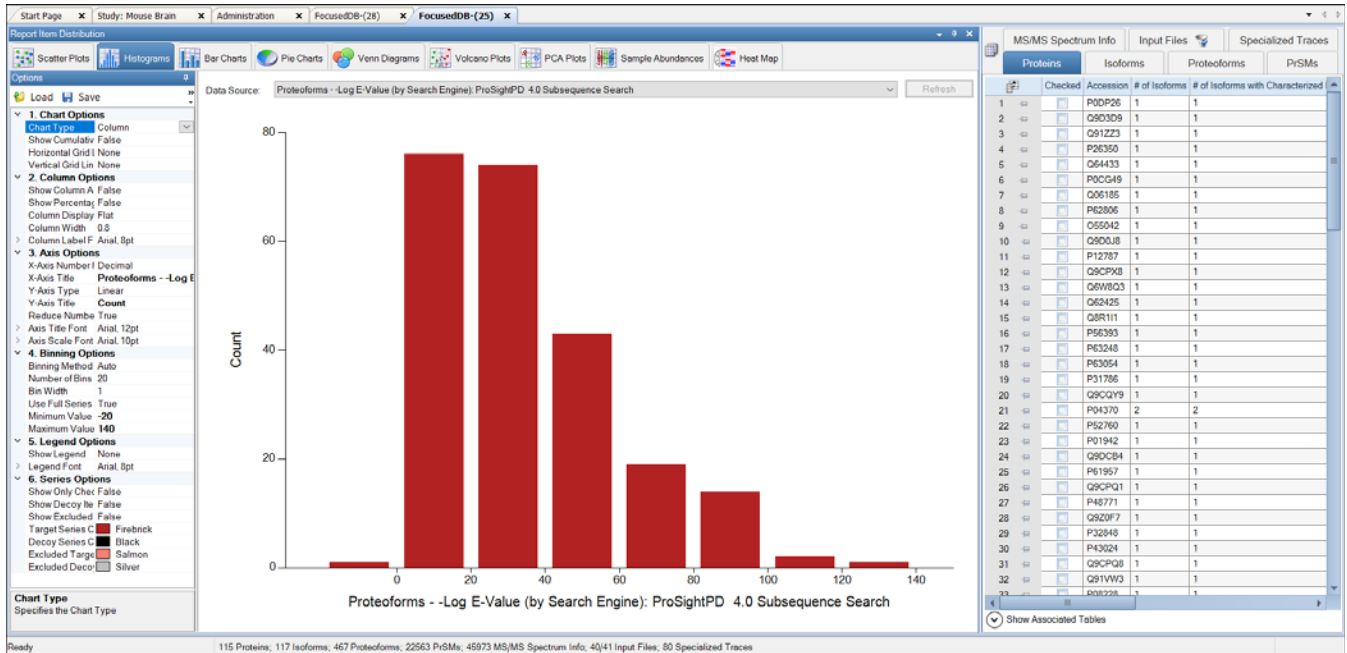 Start Page x Study: Mouse Brain x Administration x FocusedDB-(28) x FocusedDB-(25) x
Report Item Distribution
Scatter Plots Histograms Bar Charts Pie Charts Venn Diagrams Volcano Plots PCA Plots Sample Abundances Heat Map
Options
Load Save
1. Chart Options
Chart Type Column
Show Cumulativ False
Horizontal Grid L None
Vertical Grid Lin None
2. Column Options
Show Column A False
Show Percentag False
Column Display Flat
Column Width 0.8
Column Label F Arial, 8pt
3. Axis Options
X-Axis Number F Decimal
X-Axis Title Proteoforms - -Log E
Y-Axis Type Linear
Y-Axis Title Count
Reduce Numbe True
Axis Title Font Arial, 12pt
Axis Scale Font Arial, 10pt
4. Binning Options
Binning Method Auto
Number of Bins 20
Bin Width 1
Use Full Series True
Minimum Value -20
Maximum Value 140
5. Legend Options
Show Legend None
Legend Font Arial, 8pt
6. Series Options
Show Only Chec False
Show Decoy Ite False
Show Excluded False
Target Series C Firebrick
Decoy Series C Black
Excluded Targe Salmon
Excluded Decoy Silver
Chart Type
Specifies the Chart Type
Data Source: Proteoforms - -Log E-Value (by Search Engine): ProSightPD 4.0 Subsequence Search Refresh
80
60
40
20
0
Count
0 20 40 60 80 100 120 140
Proteoforms - -Log E-Value (by Search Engine): ProSightPD 4.0 Subsequence Search
MS/MS Spectrum Info Input Files Specialized Traces
Proteins Isoforms Proteoforms PrSMs
Checked Accession # of Isoforms # of Isoforms with Characterized
1 P0DP26 1 1
2 Q9D3D9 1 1
3 Q91ZZ3 1 1
4 P26350 1 1
5 Q64433 1 1
6 P0CG49 1 1
7 Q06185 1 1
8 P62806 1 1
9 O55042 1 1
10 Q9D0J8 1 1
11 P12787 1 1
12 Q9CPX8 1 1
13 Q6W8Q3 1 1
14 Q62425 1 1
15 Q8R1I1 1 1
16 P56393 1 1
17 P63248 1 1
18 P63054 1 1
19 P31786 1 1
20 Q9CQY9 1 1
21 P04370 2 2
22 P52760 1 1
23 P01942 1 1
24 Q9DCB4 1 1
25 P61957 1 1
26 Q9CPQ1 1 1
27 P48771 1 1
28 Q9Z0F7 1 1
29 P32848 1 1
30 P43024 1 1
31 Q9CPQ8 1 1
32 Q91VW3 1 1
33 P08228 1 1
Show Associated Tables
Ready 115 Proteins; 117 Isoforms; 467 Proteoforms; 22563 PrSMs; 45973 MS/MS Spectrum Info; 40/41 Input Files; 80 Specialized Traces